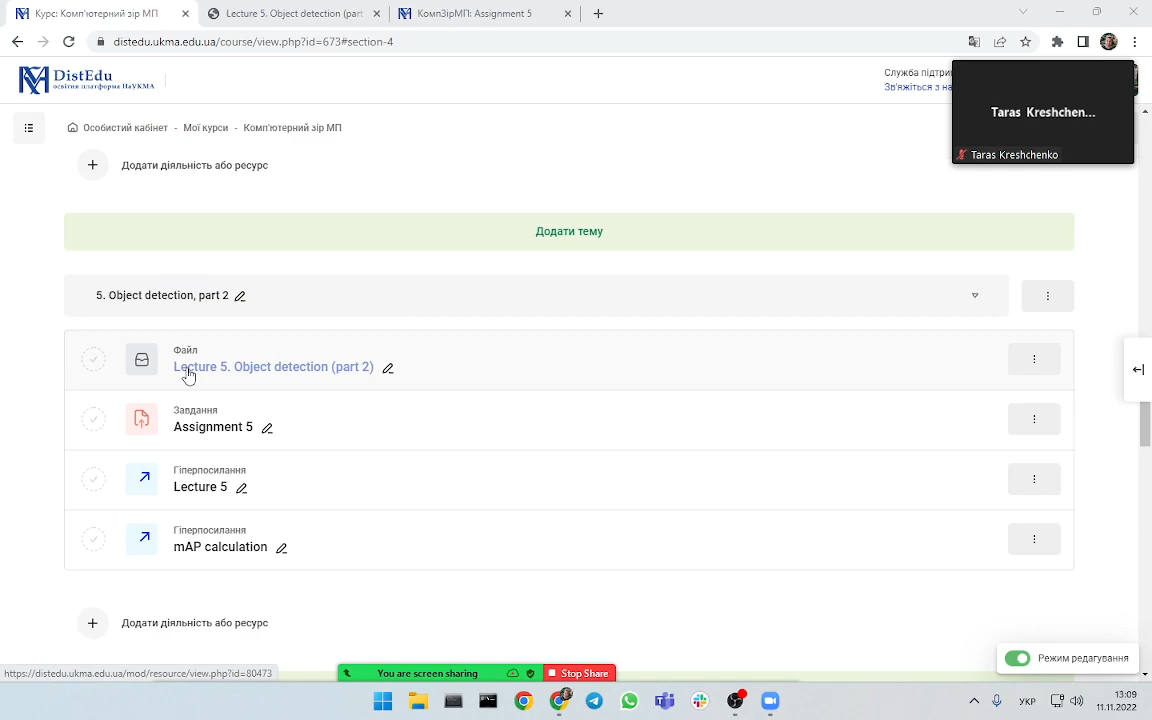 Курс: Комп'ютерний зір МП
Lecture 5. Object detection (part
КомпЗірМП: Assignment 5
distedu.ukma.edu.ua/course/view.php?id=673#section-4
DistEdu
освітня платформа НаУКМА
Служба підтри
Зв'яжіться з на
Taras Kreshchen...
Taras Kreshchenko
Особистий кабінет - Мої курси - Комп'ютерний зір МП
Додати діяльність або ресурс
Додати тему
5. Object detection, part 2
Файл
Lecture 5. Object detection (part 2)
Завдання
Assignment 5
Гіперпосилання
Lecture 5
Гіперпосилання
mAP calculation
Додати діяльність або ресурс
Режим редагування
https://distedu.ukma.edu.ua/mod/resource/view.php?id=80473
You are screen sharing
Stop Share
УКР
13:09
11.11.2022